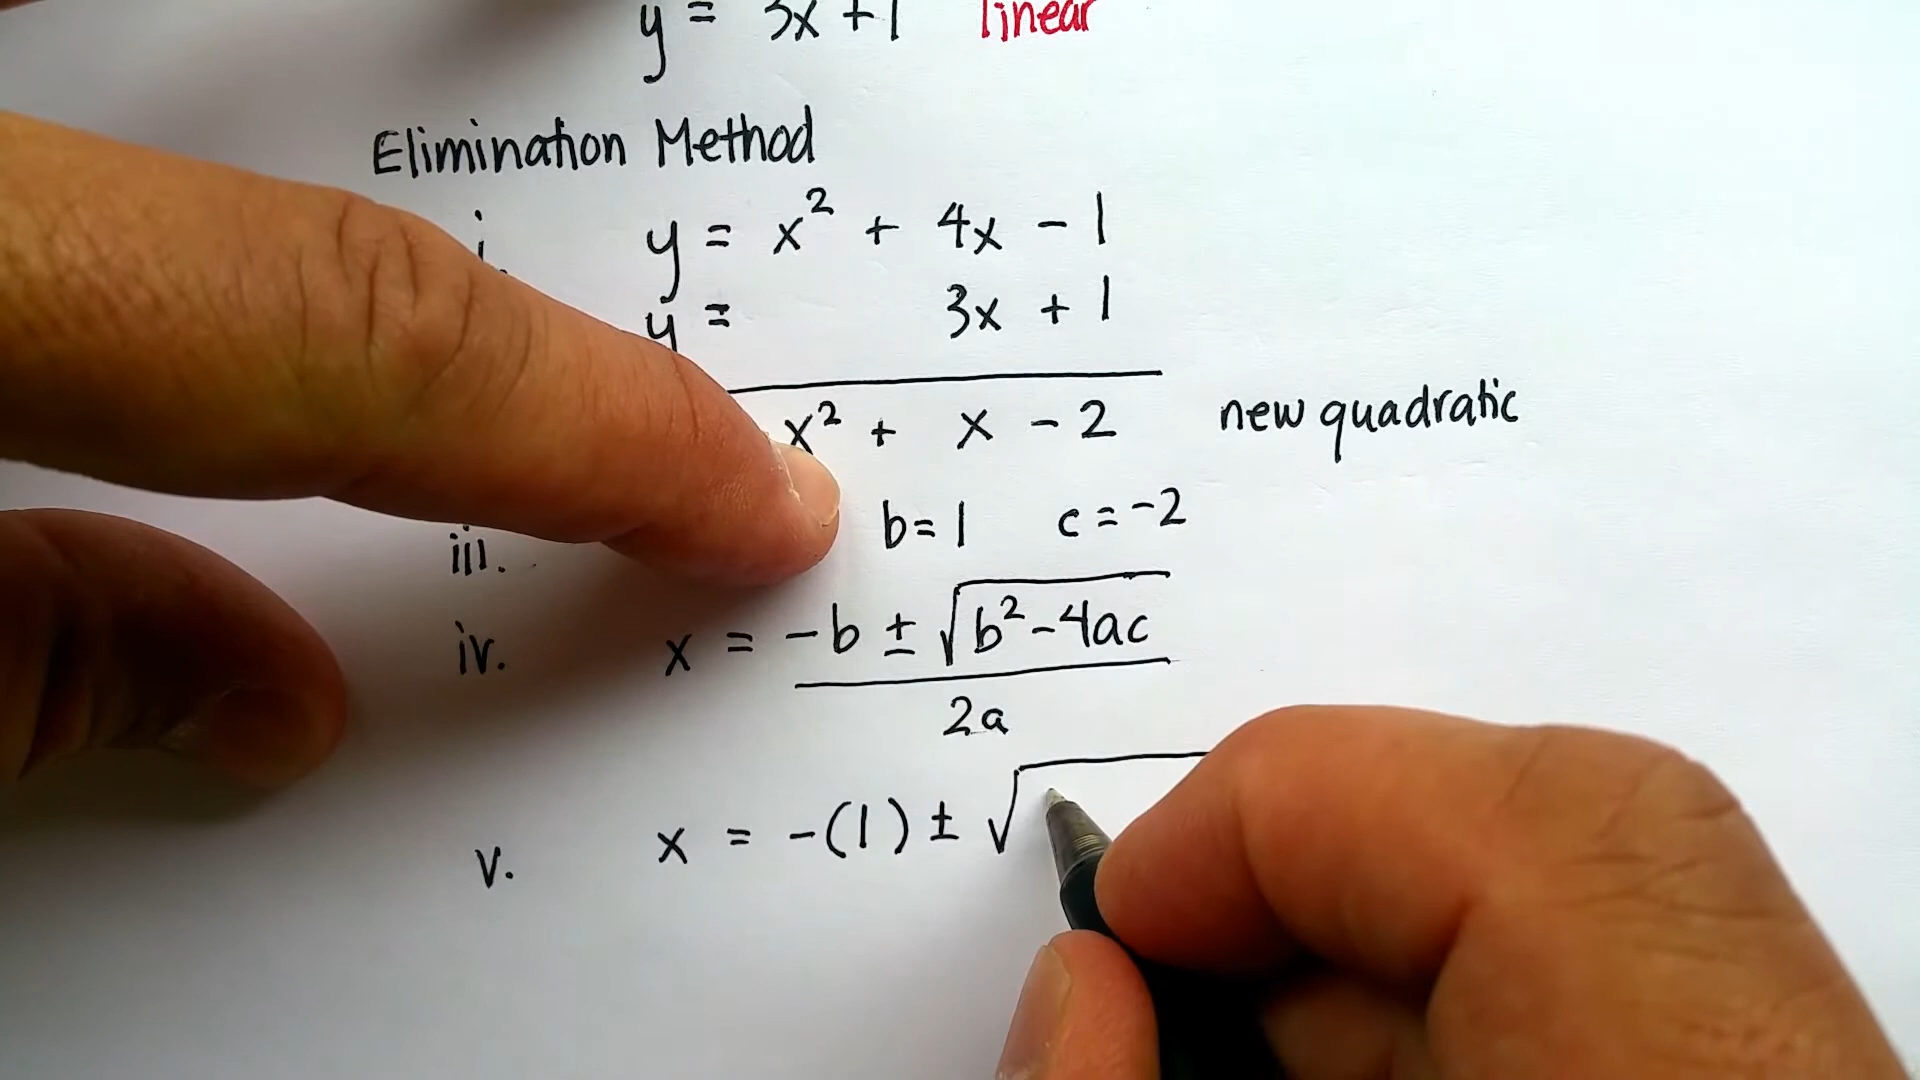 y = 3x + 1 linear
Elimination Method
i. y = x² + 4x - 1
y = 3x + 1
x² + x - 2 new quadratic
iii. b = 1 c = -2
iv. x = -b ± √(b² - 4ac) / 2a
v. x = -(1) ± √